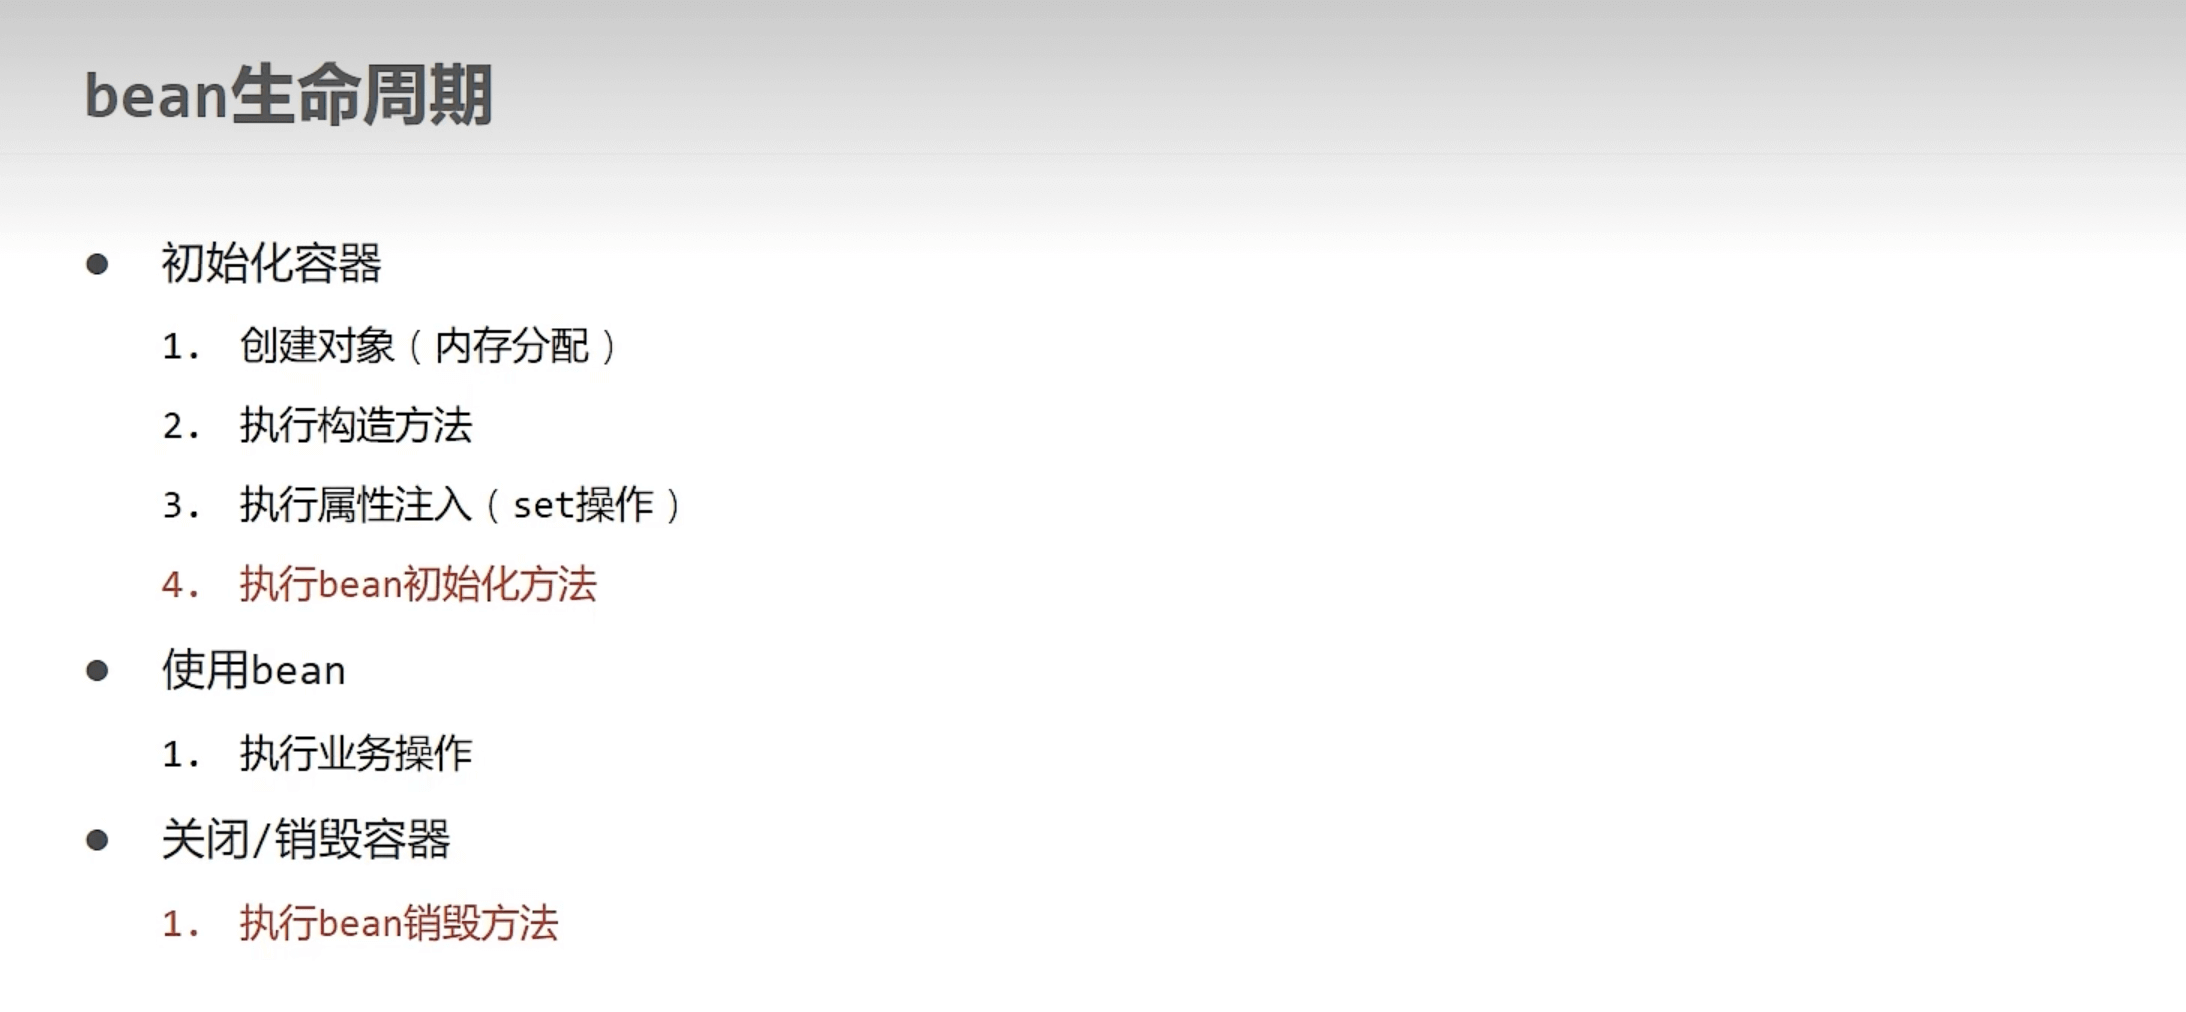 bean生命周期
● 初始化容器
1. 创建对象（内存分配）
2. 执行构造方法
3. 执行属性注入（set操作）
4. 执行bean初始化方法
● 使用bean
1. 执行业务操作
● 关闭/销毁容器
1. 执行bean销毁方法